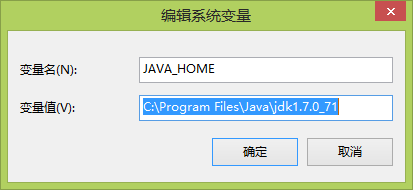 编辑系统变量
变量名(N):
JAVA_HOME
变量值(V):
C:\Program Files\Java\jdk1.7.0_71
确定
取消